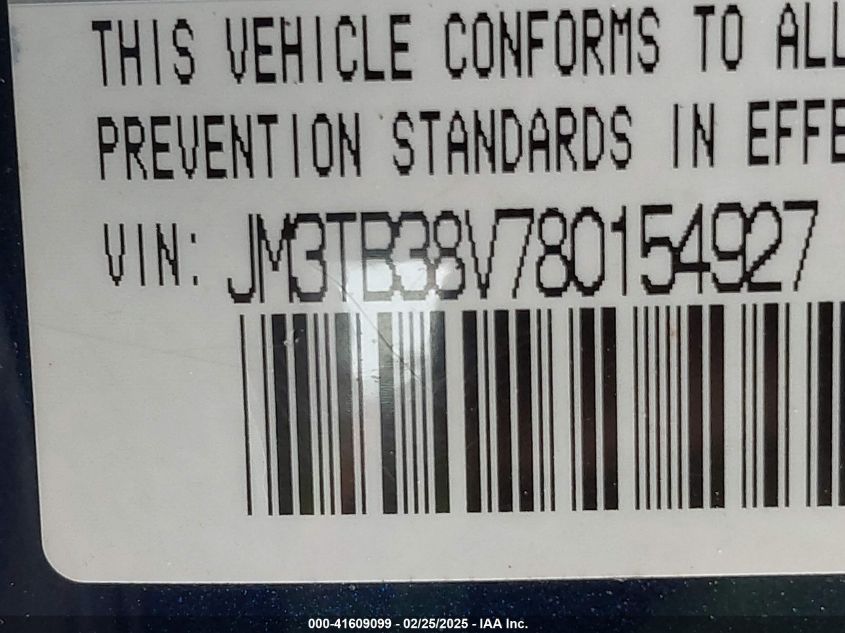 THIS VEHICLE CONFORMS TO ALL
PREVENTION STANDARDS IN EFFE
VIN: JM3TB38V780154927
000-41609099 - 02/25/2025 - IAA Inc.